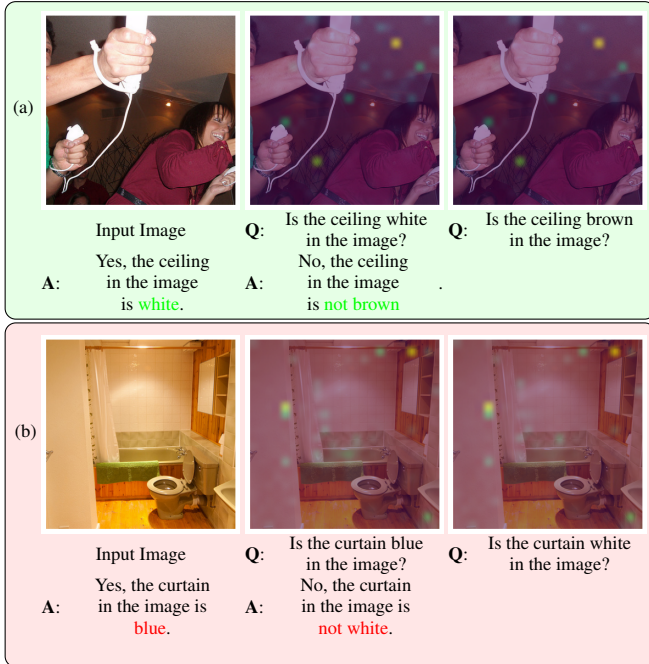 (a)
Input Image
Q: Is the ceiling white
in the image?
Q: Is the ceiling brown
in the image?
A: Yes, the ceiling
in the image
is white.
A: No, the ceiling
in the image
is not brown
.
(b)
Input Image
Q: Is the curtain blue
in the image?
Q: Is the curtain white
in the image?
A: Yes, the curtain
in the image is
blue.
A: No, the curtain
in the image is
not white.